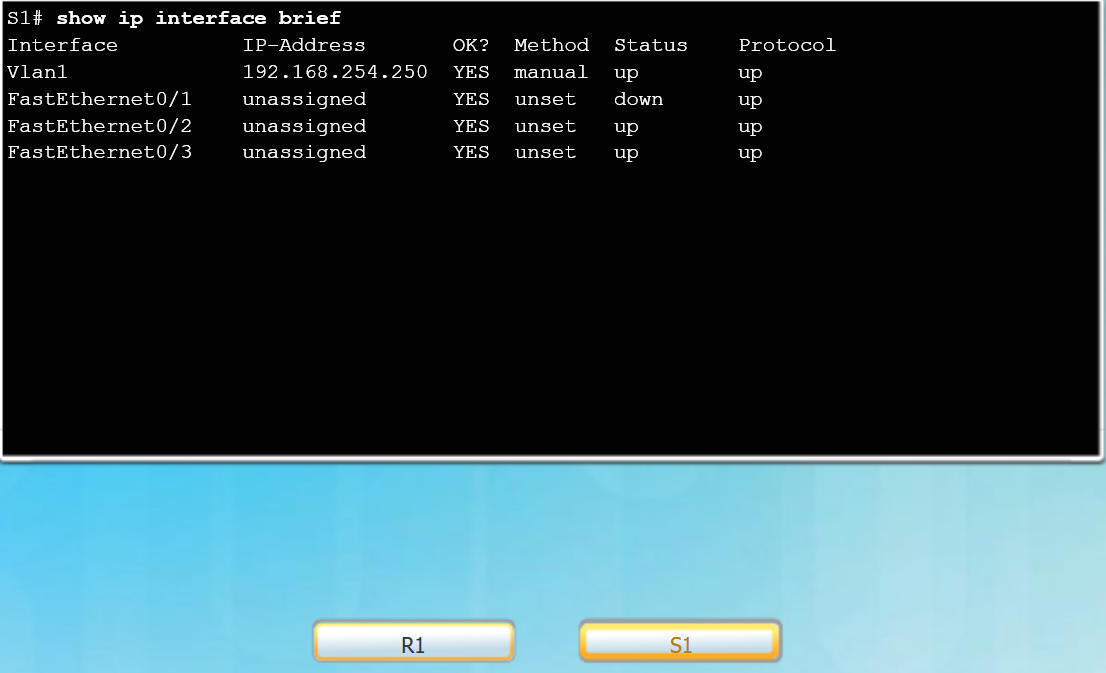 S1# show ip interface brief
Interface IP-Address OK? Method Status Protocol
Vlan1 192.168.254.250 YES manual up up
FastEthernet0/1 unassigned YES unset down up
FastEthernet0/2 unassigned YES unset up up
FastEthernet0/3 unassigned YES unset up up
R1 S1